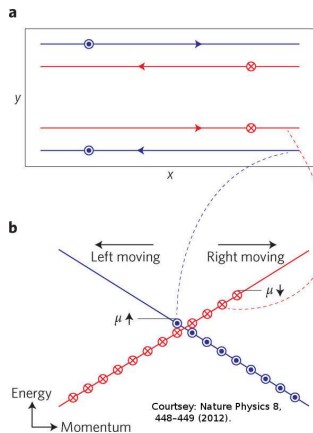 a
y
x
b
Left moving Right moving
μ↓
μ↑
Energy
Courtsey: Nature Physics 8,
448–449 (2012).
Momentum